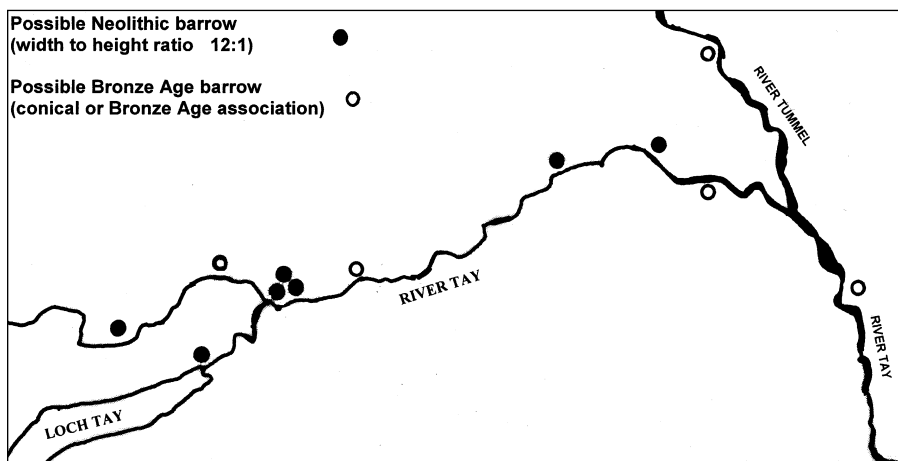 Possible Neolithic barrow
(width to height ratio 12:1)
Possible Bronze Age barrow
(conical or Bronze Age association)
RIVER TUMMEL
RIVER TAY
RIVER TAY
LOCH TAY